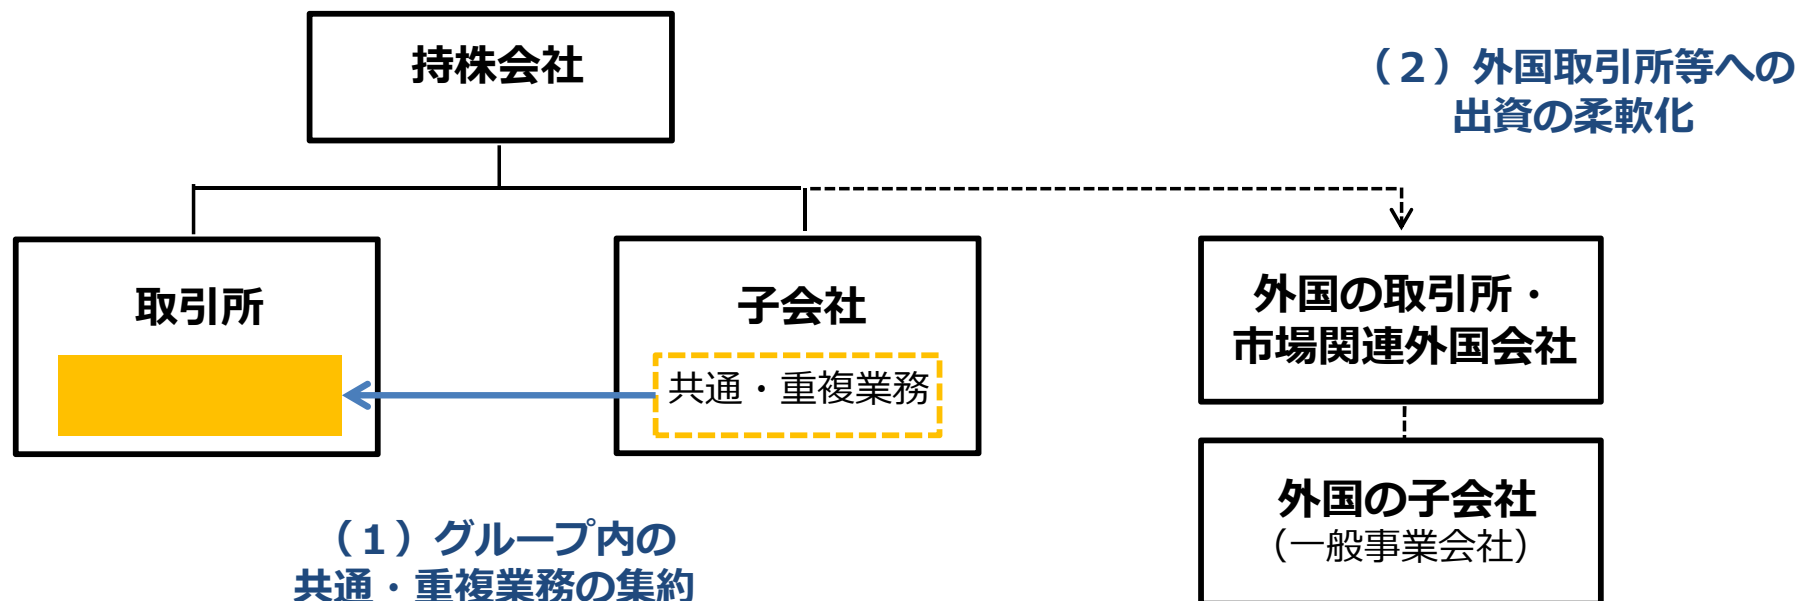 持株会社
（２）外国取引所等への
出資の柔軟化
取引所
子会社
共通・重複業務
外国の取引所・
市場関連外国会社
外国の子会社
（一般事業会社）
（１）グループ内の
共通・重複業務の集約